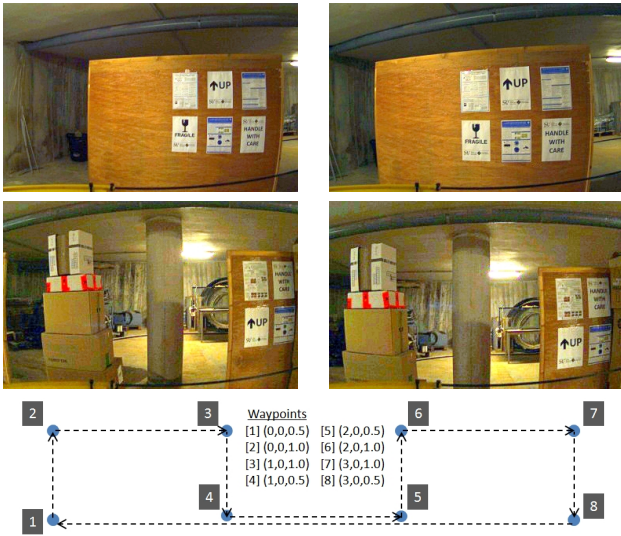 ↑UP
FRAGILE
HANDLE
WITH
CARE
↑UP
FRAGILE
HANDLE
WITH
CARE
HANDLE
WITH
CARE
↑UP
HANDLE
WITH
CARE
↑UP
2
3
Waypoints
[1] (0,0,0.5) [5] (2,0,0.5)
[2] (0,0,1.0) [6] (2,0,1.0)
[3] (1,0,1.0) [7] (3,0,1.0)
[4] (1,0,0.5) [8] (3,0,0.5)
6
7
4
5
8
1